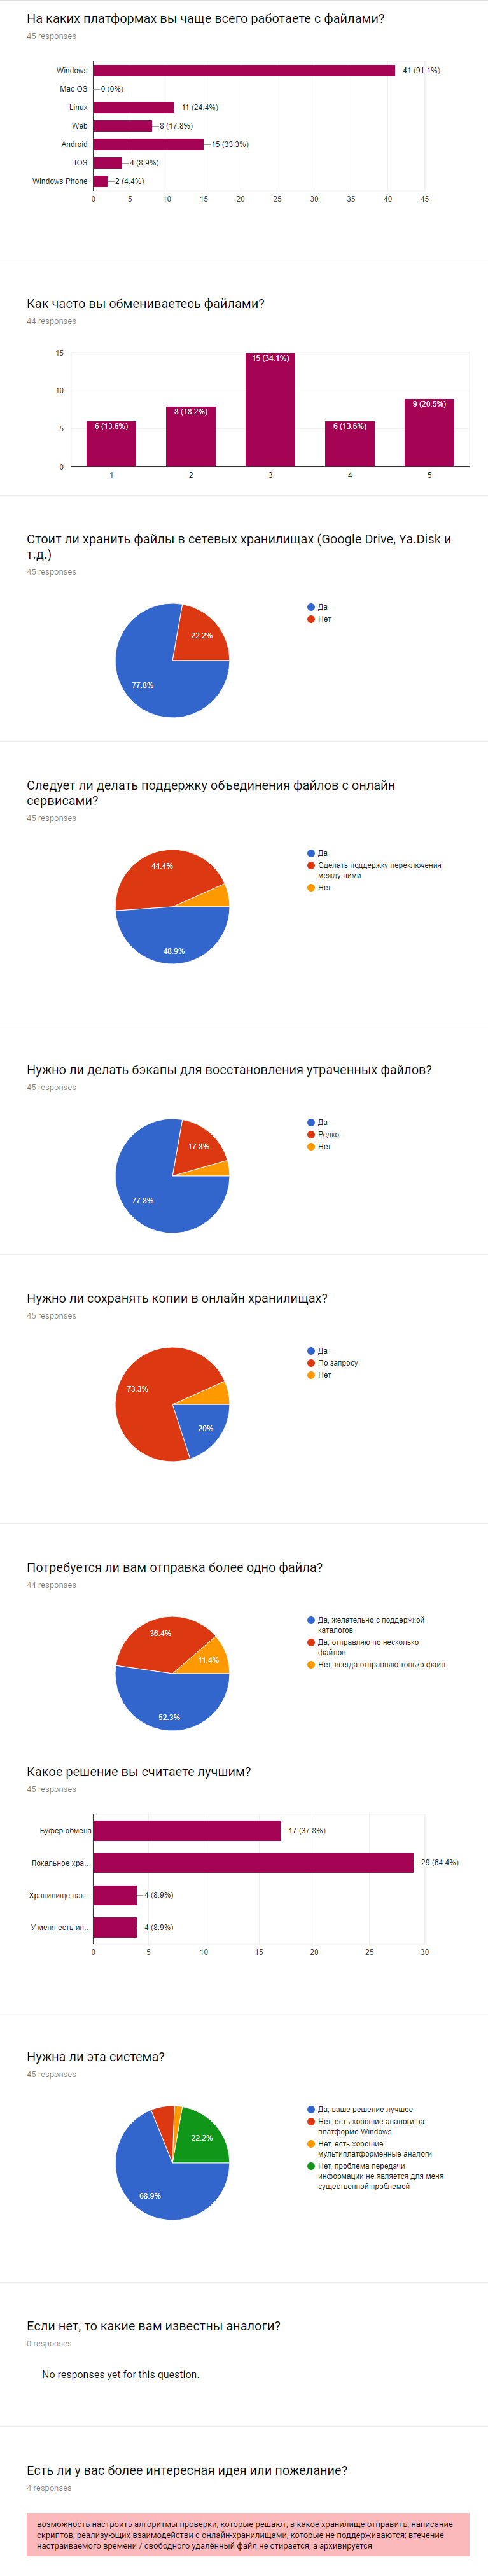 На каких платформах вы чаще всего работаете с файлами?
45 responses
Windows
41 (91.1%)
Mac OS
0 (0%)
Linux
11 (24.4%)
Web
8 (17.8%)
Android
15 (33.3%)
IOS
4 (8.9%)
Windows Phone
2 (4.4%)
0 5 10 15 20 25 30 35 40 45
Как часто вы обмениваетесь файлами?
44 responses
15
10
5
0
6 (13.6%)
8 (18.2%)
15 (34.1%)
6 (13.6%)
9 (20.5%)
1 2 3 4 5
Стоит ли хранить файлы в сетевых хранилищах (Google Drive, Ya.Disk и
т.д.)
45 responses
Да
Нет
22.2%
77.8%
Следует ли делать поддержку объединения файлов с онлайн
сервисами?
45 responses
Да
Сделать поддержку переключения
между ними
Нет
44.4%
48.9%
Нужно ли делать бэкапы для восстановления утраченных файлов?
45 responses
Да
Редко
Нет
17.8%
77.8%
Нужно ли сохранять копии в онлайн хранилищах?
45 responses
Да
По запросу
Нет
73.3%
20%
Потребуется ли вам отправка более одно файла?
44 responses
Да, желательно с поддержкой
каталогов
Да, отправляю по несколько
файлов
Нет, всегда отправляю только файл
36.4%
11.4%
52.3%
Какое решение вы считаете лучшим?
45 responses
Буфер обмена
17 (37.8%)
Локальное хра...
29 (64.4%)
Хранилище пак...
4 (8.9%)
У меня есть ин...
4 (8.9%)
0 5 10 15 20 25 30
Нужна ли эта система?
45 responses
Да, ваше решение лучшее
Нет, есть хорошие аналоги на
платформе Windows
Нет, есть хорошие
мультиплатформенные аналоги
Нет, проблема передачи
информации не является для меня
существенной проблемой
22.2%
68.9%
Если нет, то какие вам известны аналоги?
0 responses
No responses yet for this question.
Есть ли у вас более интересная идея или пожелание?
4 responses
возможность настроить алгоритмы проверки, которые решают, в какое хранилище отправить; написание
скриптов, реализующих взаимодействи с онлайн-хранилищами, которые не поддерживаются; втечение
настраиваемого времени / свободного удалённый файл не стирается, а архивируется